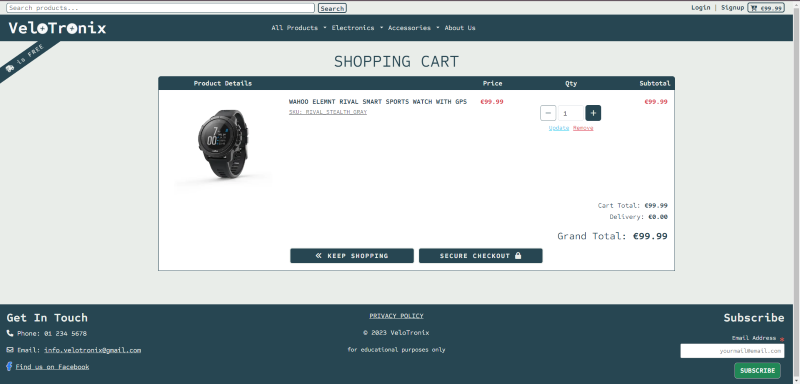 Search products...
Search
Login | Signup
€99.99
VeloTronix
All Products
Electronics
Accessories
About Us
is FREE
SHOPPING CART
Product Details
Price
Qty
Subtotal
WAHOO ELEMNT RIVAL SMART SPORTS WATCH WITH GPS
€99.99
€99.99
SKU: RIVAL_STEALTH_GRAY
1
Update
Remove
Cart Total: €99.99
Delivery: €0.00
Grand Total: €99.99
KEEP SHOPPING
SECURE CHECKOUT
Get In Touch
Phone: 01 234 5678
Email: info.velotronix@gmail.com
Find us on Facebook
PRIVACY POLICY
© 2023 VeloTronix
for educational purposes only
Subscribe
Email Address *
yourmail@email.com
SUBSCRIBE